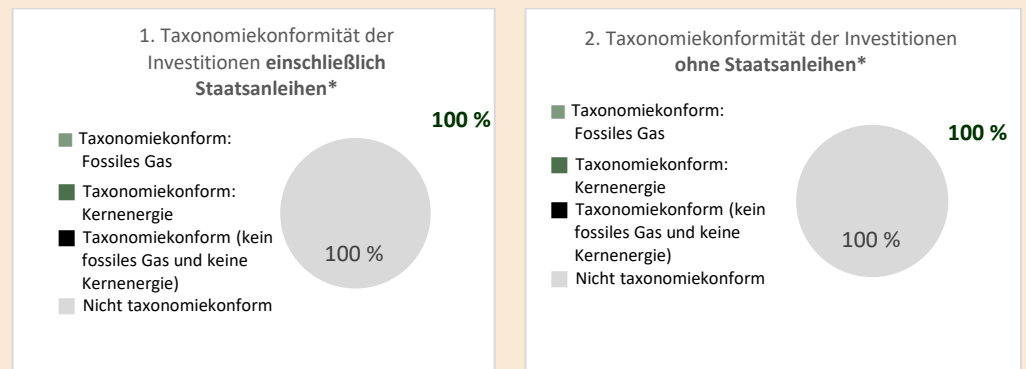 1. Taxonomiekonformität der
Investitionen einschließlich
Staatsanleihen*
100 %
Taxonomiekonform:
Fossiles Gas
Taxonomiekonform:
Kernenergie
Taxonomiekonform (kein
fossiles Gas und keine
Kernenergie)
Nicht taxonomiekonform
100 %
2. Taxonomiekonformität der Investitionen
ohne Staatsanleihen*
100 %
Taxonomiekonform:
Fossiles Gas
Taxonomiekonform:
Kernenergie
Taxonomiekonform (kein
fossiles Gas und keine
Kernenergie)
Nicht taxonomiekonform
100 %